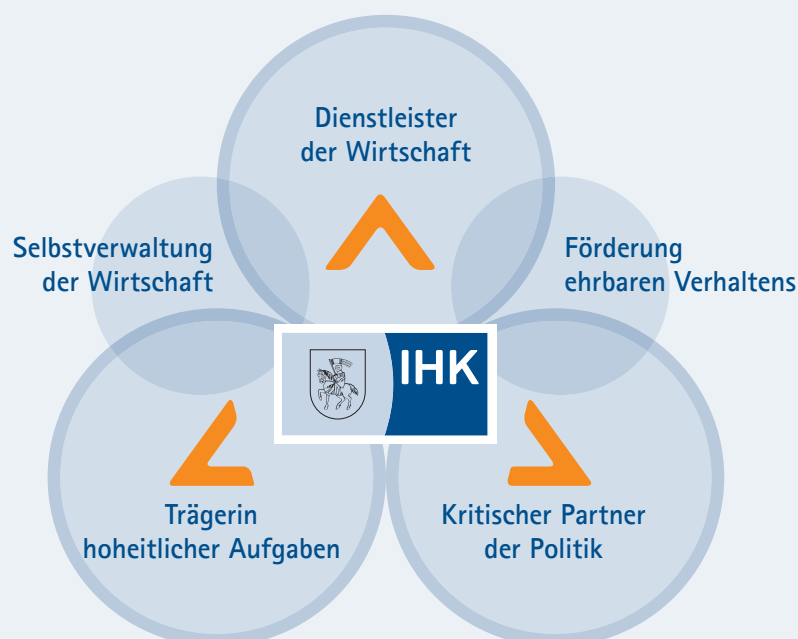 Dienstleister
der Wirtschaft
Selbstverwaltung
der Wirtschaft
Förderung
ehrbaren Verhaltens
IHK
Trägerin
hoheitlicher Aufgaben
Kritischer Partner
der Politik